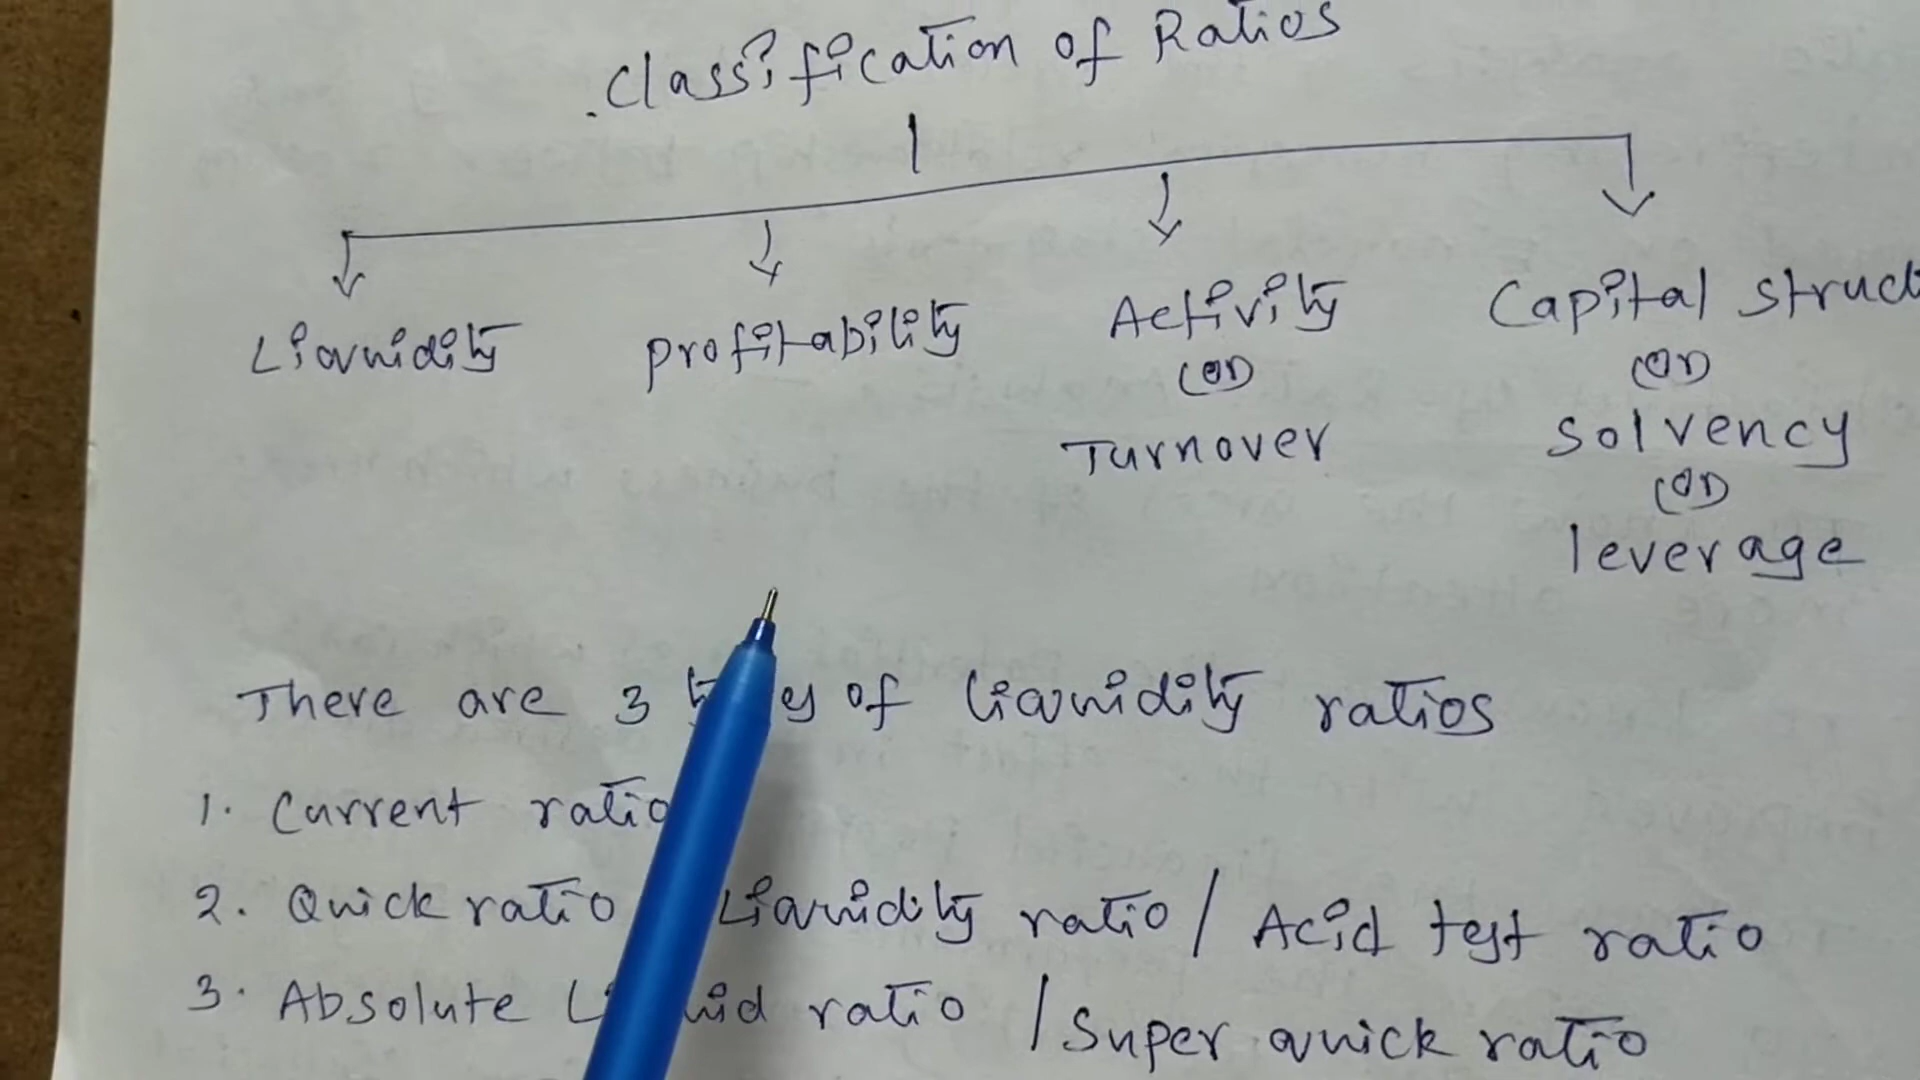 Classification of Ratios
Liquidity
profitability
Activity
(OR)
Turnover
Capital struct
(OR)
solvency
(OR)
leverage
There are 3 of liquidity ratios
1. Current ratio
2. Quick ratio Liquidity ratio / Acid test ratio
3. Absolute ratio / Super quick ratio